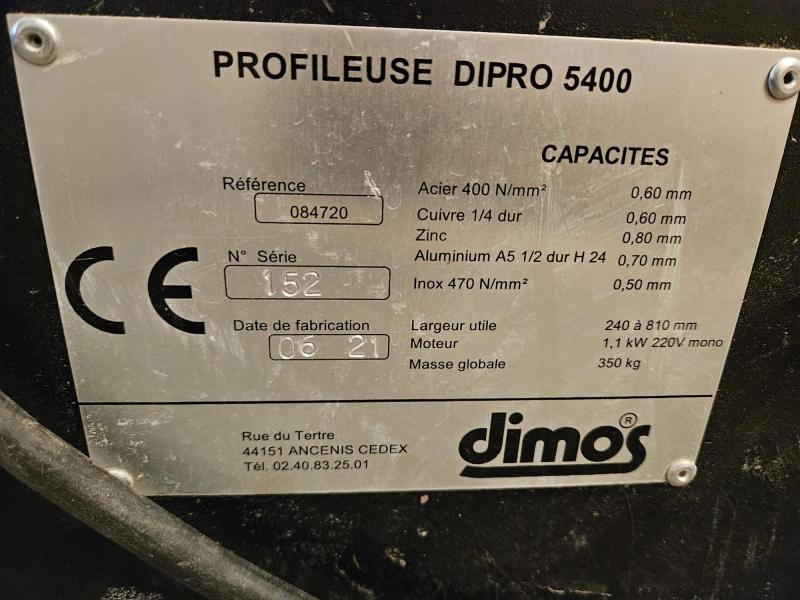 PROFILEUSE DIPRO 5400
CAPACITES
Référence
084720
N° Série
152
Date de fabrication
06 21
CE
Acier 400 N/mm² 0,60 mm
Cuivre 1/4 dur 0,60 mm
Zinc 0,80 mm
Aluminium A5 1/2 dur H 24 0,70 mm
Inox 470 N/mm² 0,50 mm
Largeur utile 240 à 810 mm
Moteur 1,1 kW 220V mono
Masse globale 350 kg
Rue du Tertre
44151 ANCENIS CEDEX
Tél. 02.40.83.25.01
dimos ®